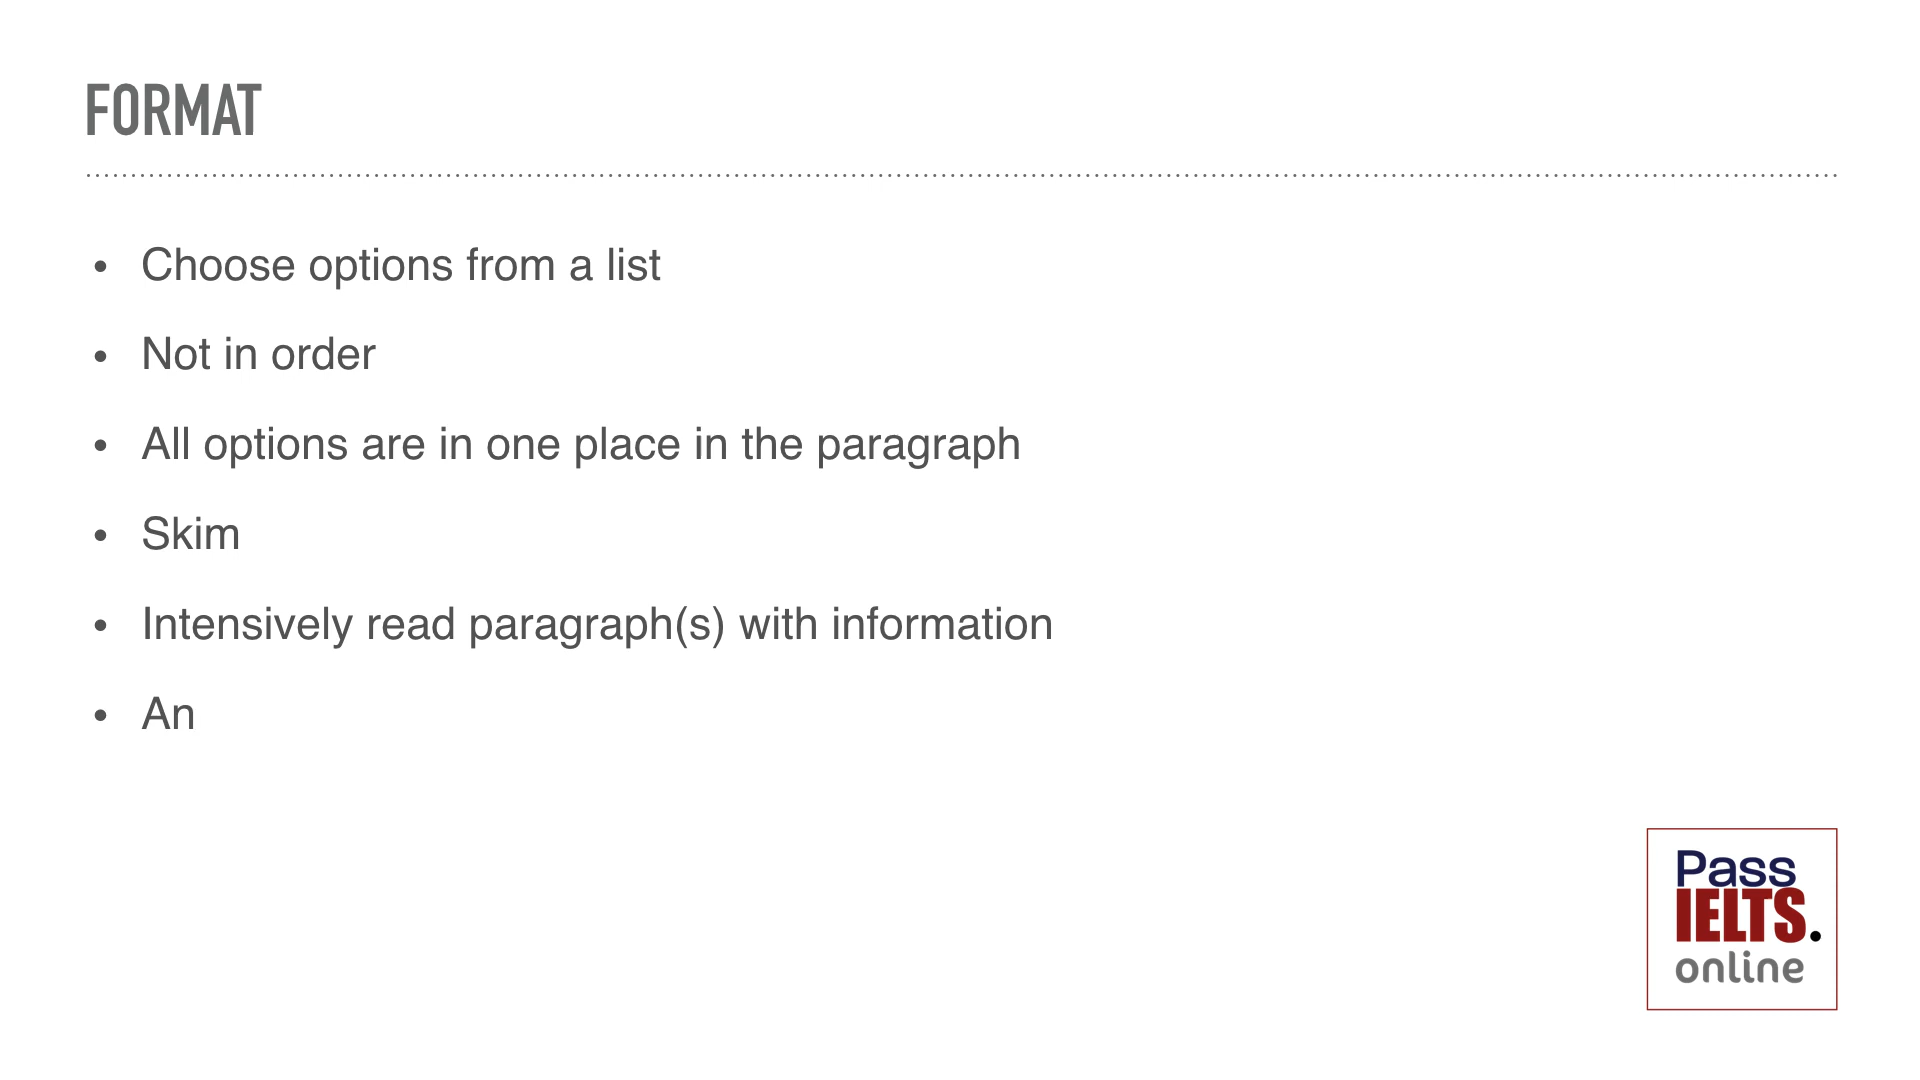 FORMAT
• Choose options from a list
• Not in order
• All options are in one place in the paragraph
• Skim
• Intensively read paragraph(s) with information
• An
Pass
IELTS.
online